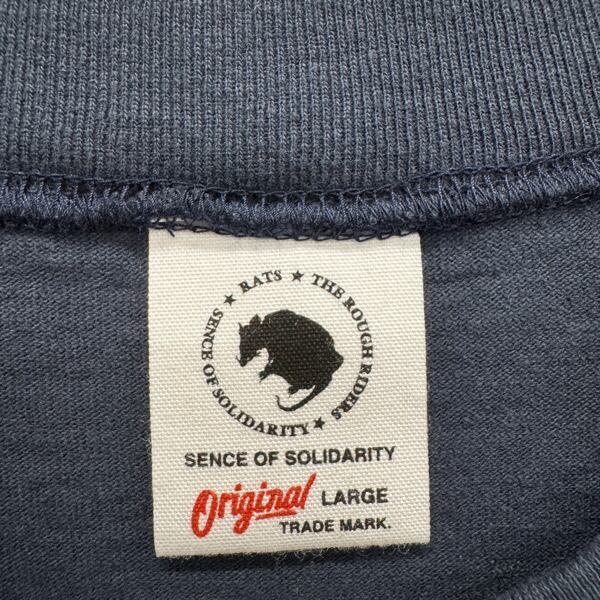 ★ RATS ★ THE ROUGH RIDERS ★ SENCE OF SOLIDARITY
SENCE OF SOLIDARITY
Original LARGE
TRADE MARK.